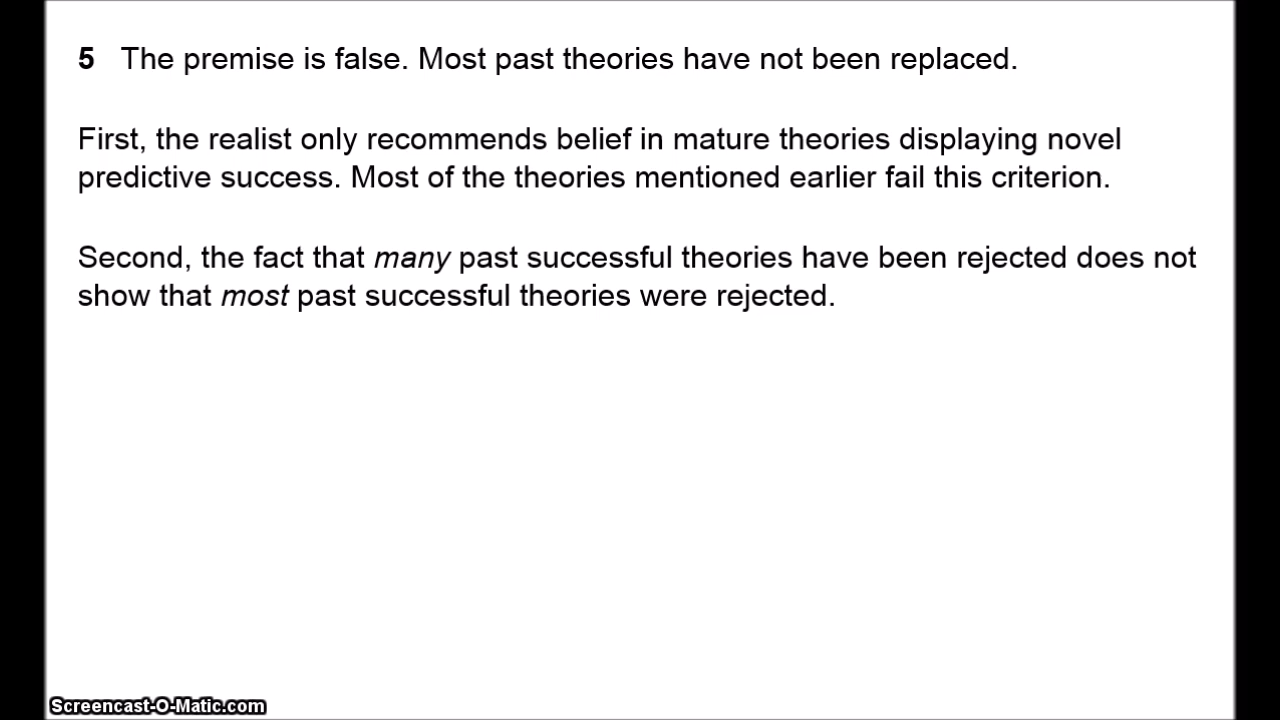 5 The premise is false. Most past theories have not been replaced.
First, the realist only recommends belief in mature theories displaying novel
predictive success. Most of the theories mentioned earlier fail this criterion.
Second, the fact that many past successful theories have been rejected does not
show that most past successful theories were rejected.
Screencast-O-Matic.com